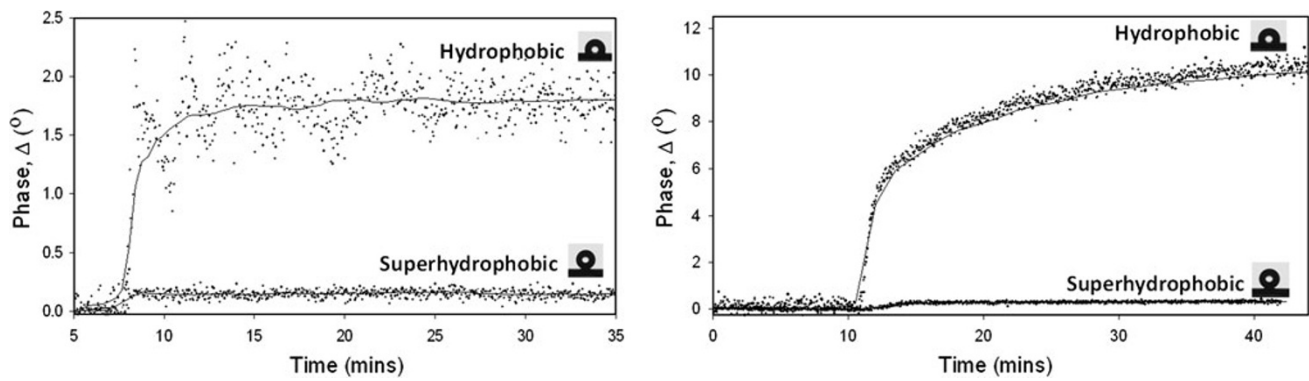 2.5
2.0
1.5
1.0
0.5
0.0
Phase, Δ (º)
Hydrophobic
Superhydrophobic
5 10 15 20 25 30 35
Time (mins)
12
10
8
6
4
2
0
Phase, Δ (º)
Hydrophobic
Superhydrophobic
0 10 20 30 40
Time (mins)